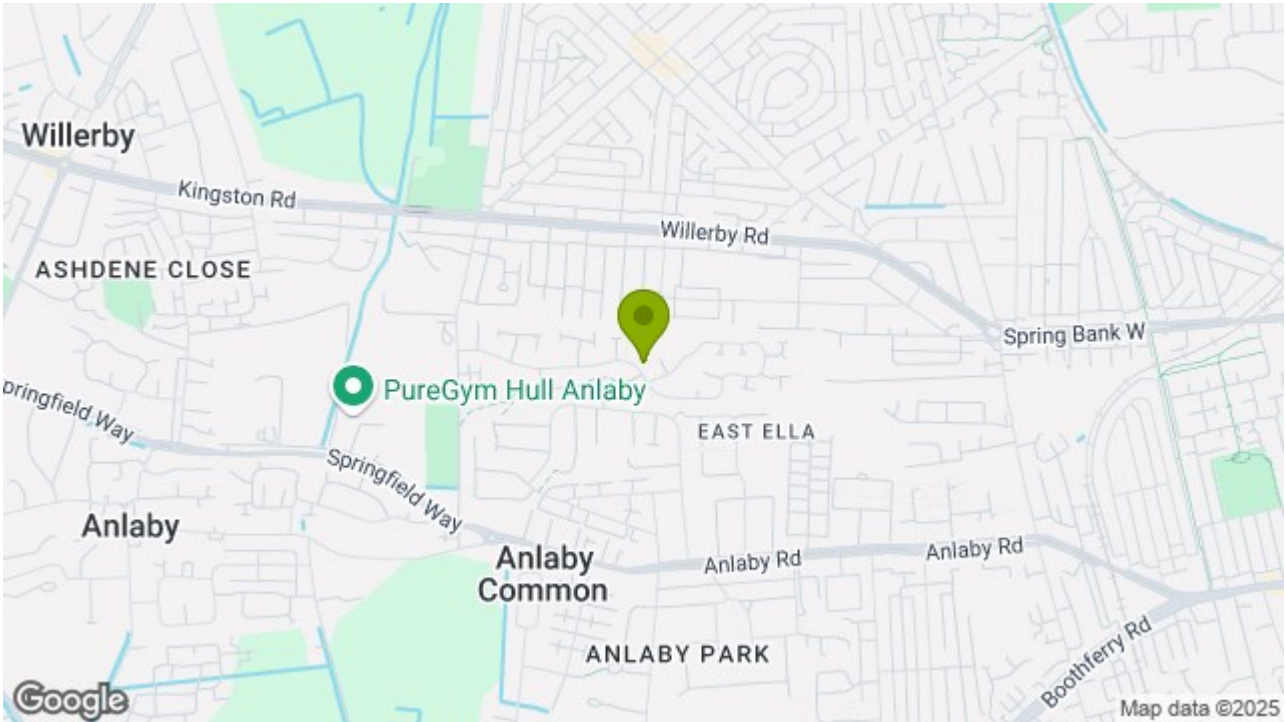 Willerby
Kingston Rd
Willerby Rd
ASHDENE CLOSE
Spring Bank W
PureGym Hull Anlaby
pringfield Way
EAST ELLA
Springfield Way
Anlaby
Anlaby
Common
Anlaby Rd
Anlaby Rd
ANLABY PARK
Boothferry Rd
Google
Map data ©2025